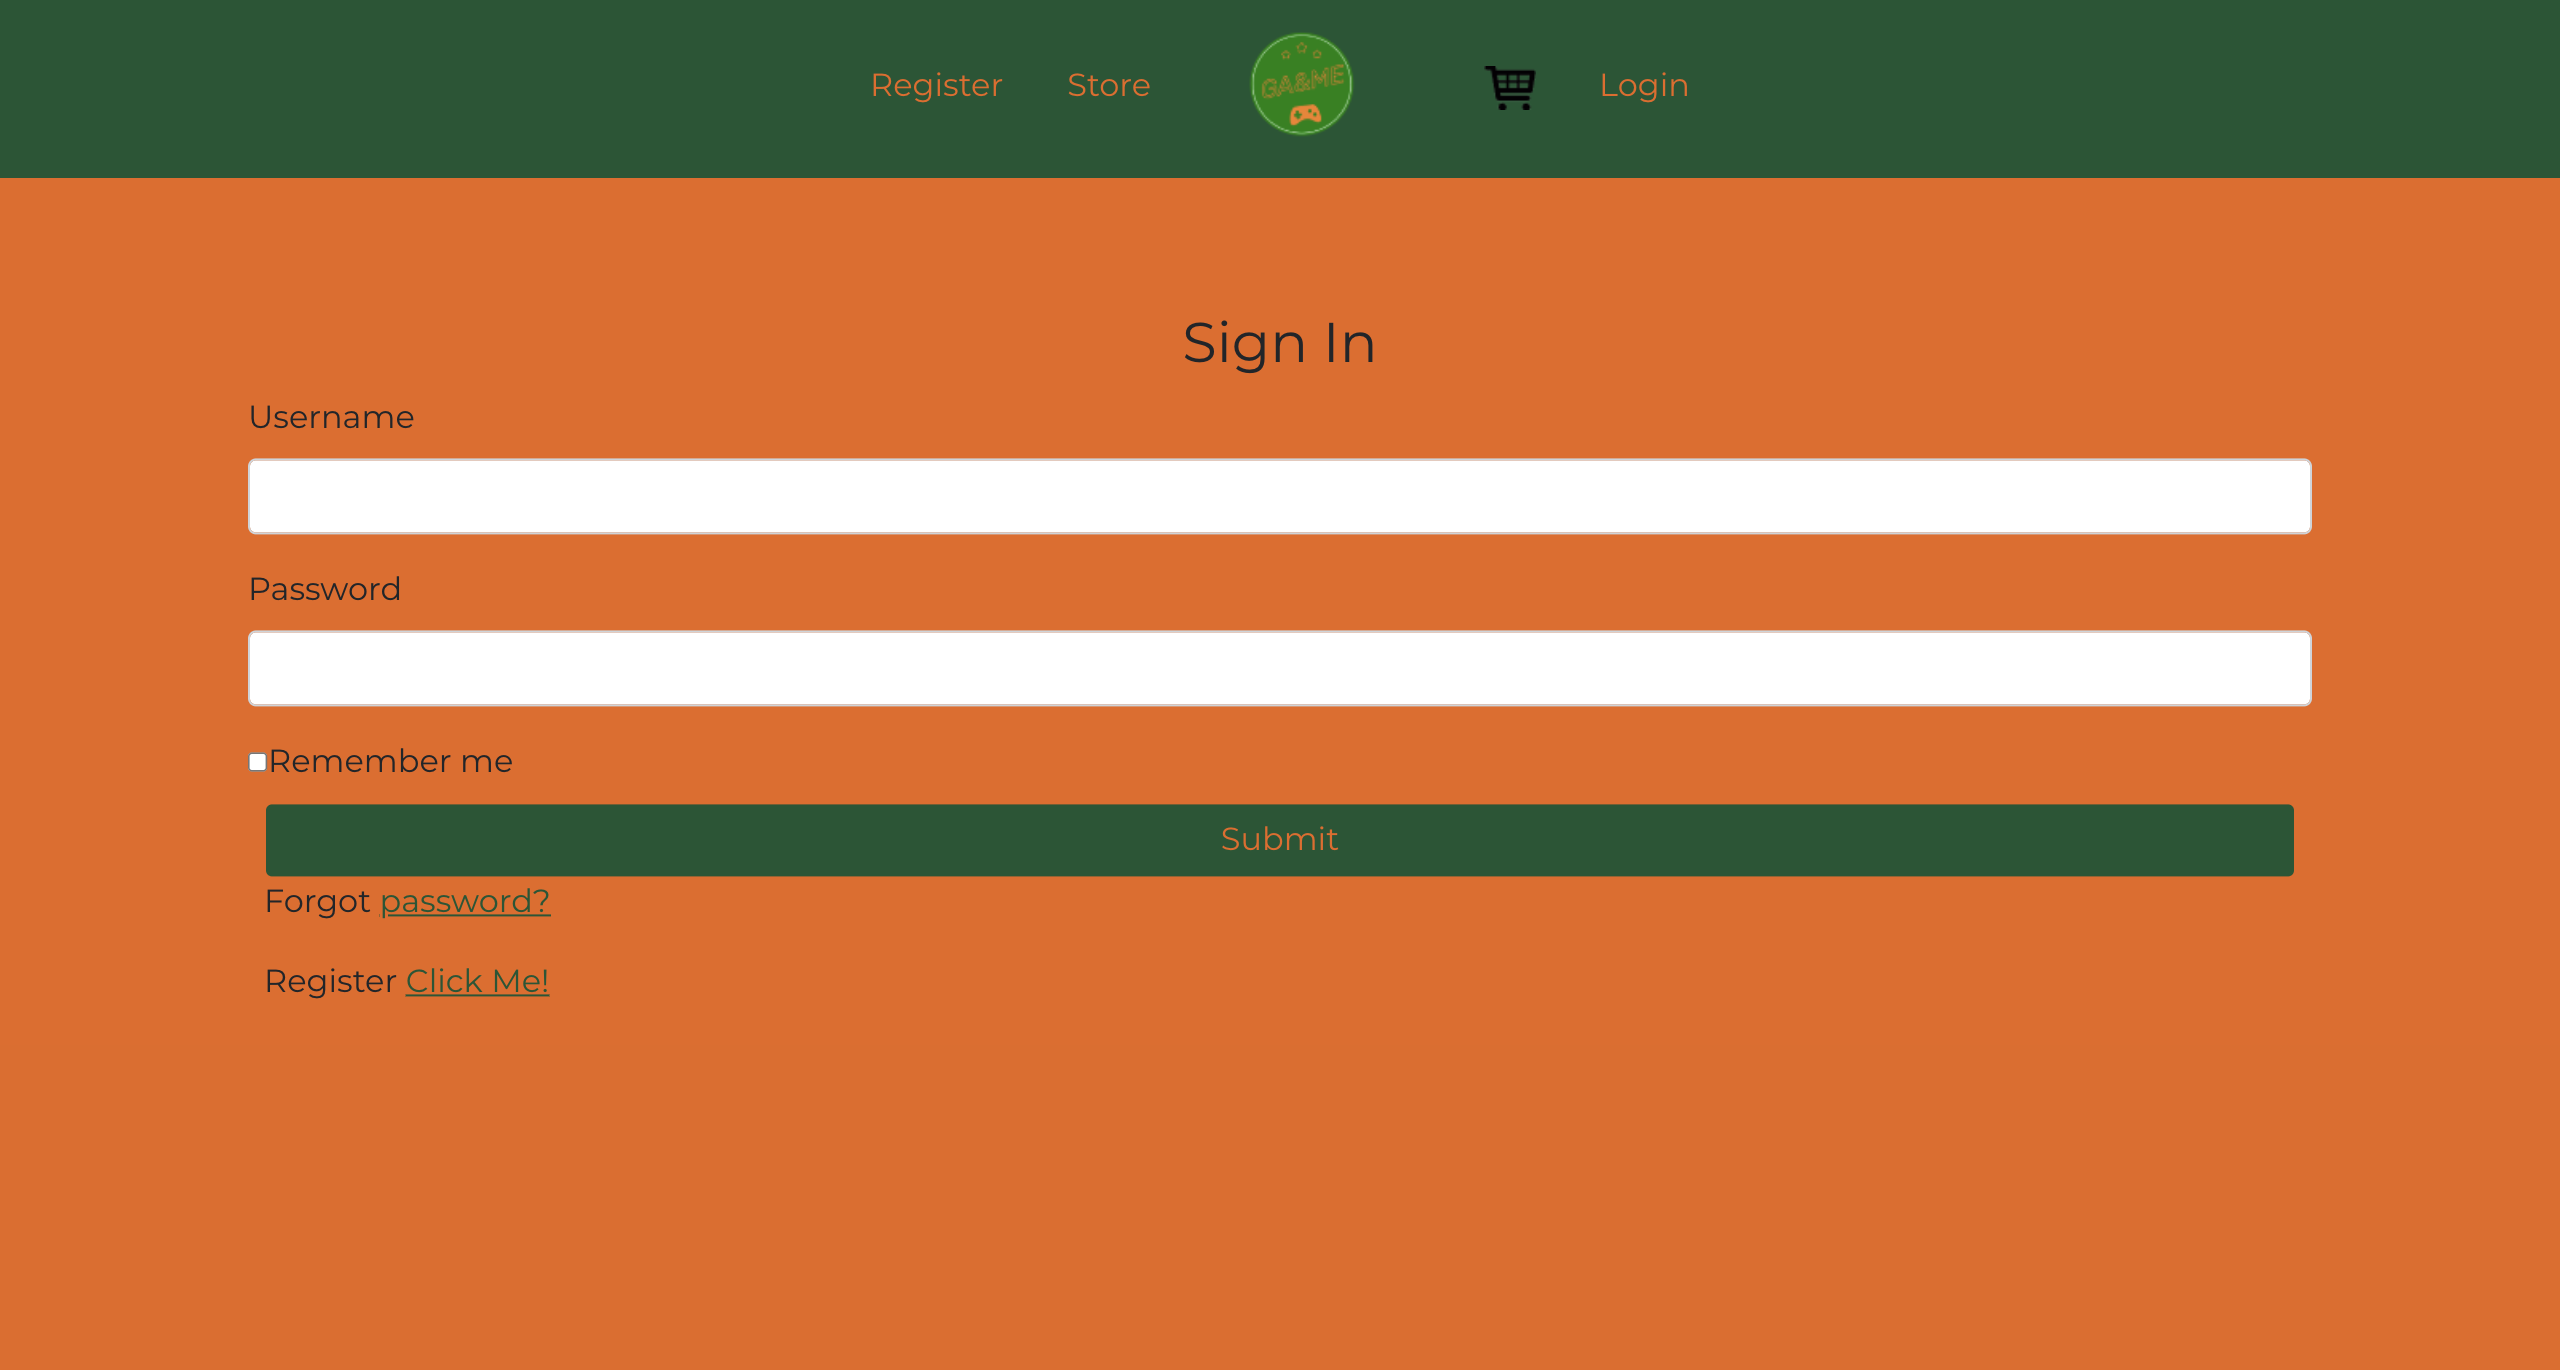 Register Store GA&ME Login
Sign In
Username
Password
Remember me
Submit
Forgot password?
Register Click Me!